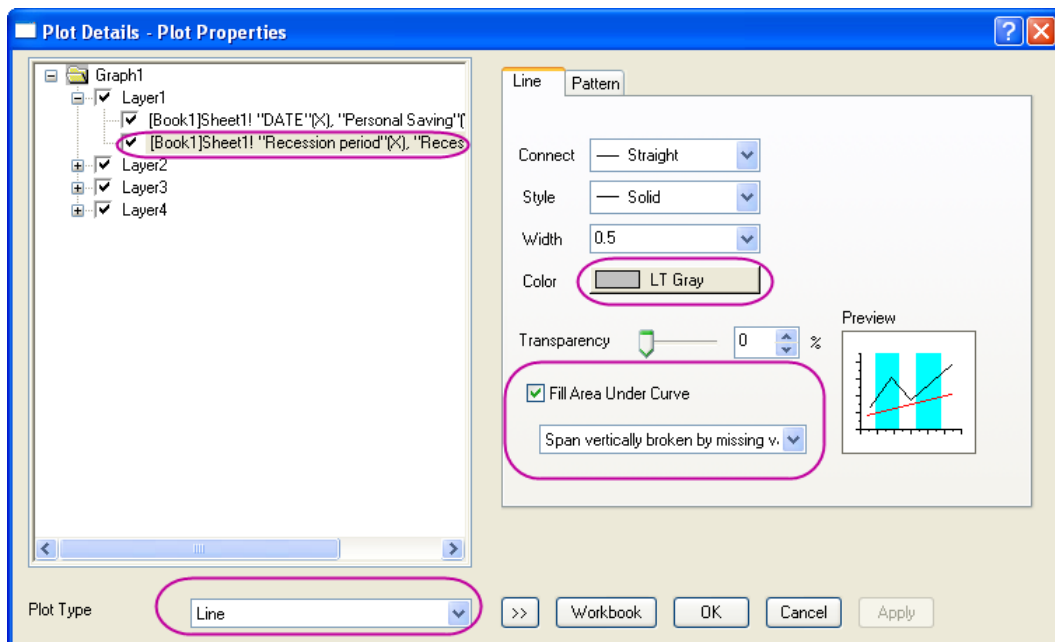 Plot Details - Plot Properties
Graph1
Layer1
[Book1]Sheet1! "DATE"(X), "Personal Saving"(
[Book1]Sheet1! "Recession period"(X), "Reces
Layer2
Layer3
Layer4
Line
Pattern
Connect
Straight
Style
Solid
Width
0.5
Color
LT Gray
Transparency
0
%
Preview
Fill Area Under Curve
Span vertically broken by missing v
Plot Type
Line
>>
Workbook
OK
Cancel
Apply